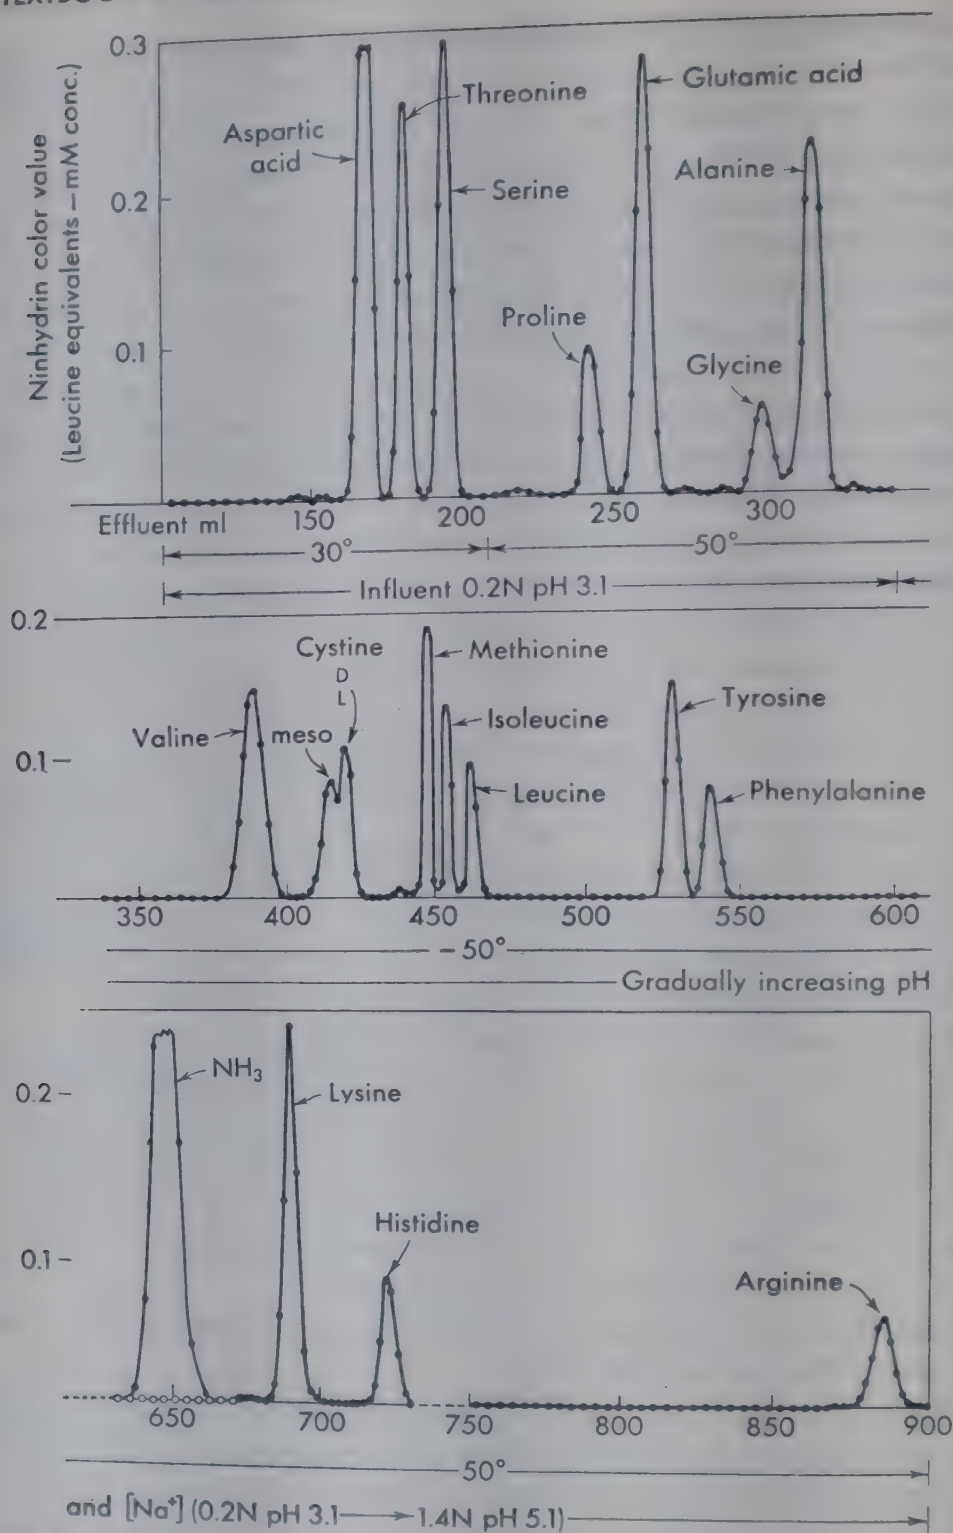 0.3
Ninhydrin color value
(Leucine equivalents – mM conc.)
Aspartic
acid
Threonine
Serine
Glutamic acid
Alanine
0.2
Proline
Glycine
0.1
Effluent ml 150 200 250 300
30° 50°
Influent 0.2N pH 3.1
0.2
Cystine
D
L
Methionine
Isoleucine
Tyrosine
Valine
meso
0.1
Leucine
Phenylalanine
350 400 450 500 550 600
- 50°
Gradually increasing pH
NH₃
0.2
Lysine
Histidine
0.1
Arginine
650 700 750 800 850 900
50°
and [Na⁺] (0.2N pH 3.1 → 1.4N pH 5.1)